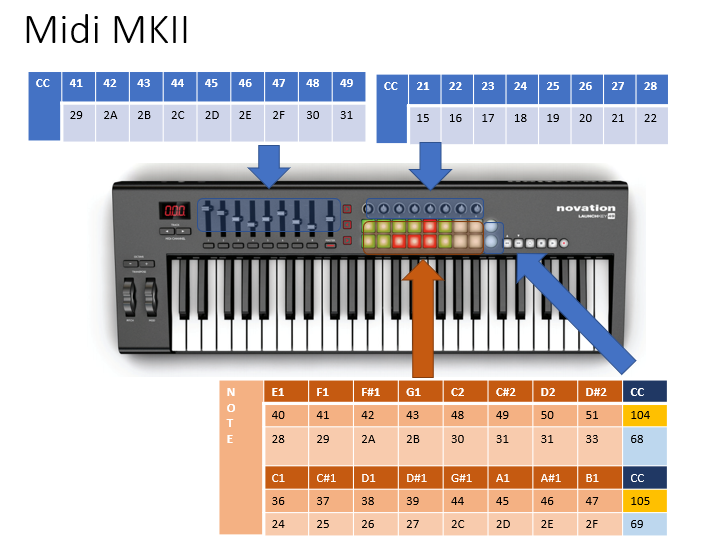 Midi MKII
CC 41 42 43 44 45 46 47 48 49
29 2A 2B 2C 2D 2E 2F 30 31
CC 21 22 23 24 25 26 27 28
15 16 17 18 19 20 21 22
novation
LAUNCHKEY 49
NOTE
E1 F1 F#1 G1 C2 C#2 D2 D#2 CC
40 41 42 43 48 49 50 51 104
28 29 2A 2B 30 31 31 33 68
C1 C#1 D1 D#1 G#1 A1 A#1 B1 CC
36 37 38 39 44 45 46 47 105
24 25 26 27 2C 2D 2E 2F 69